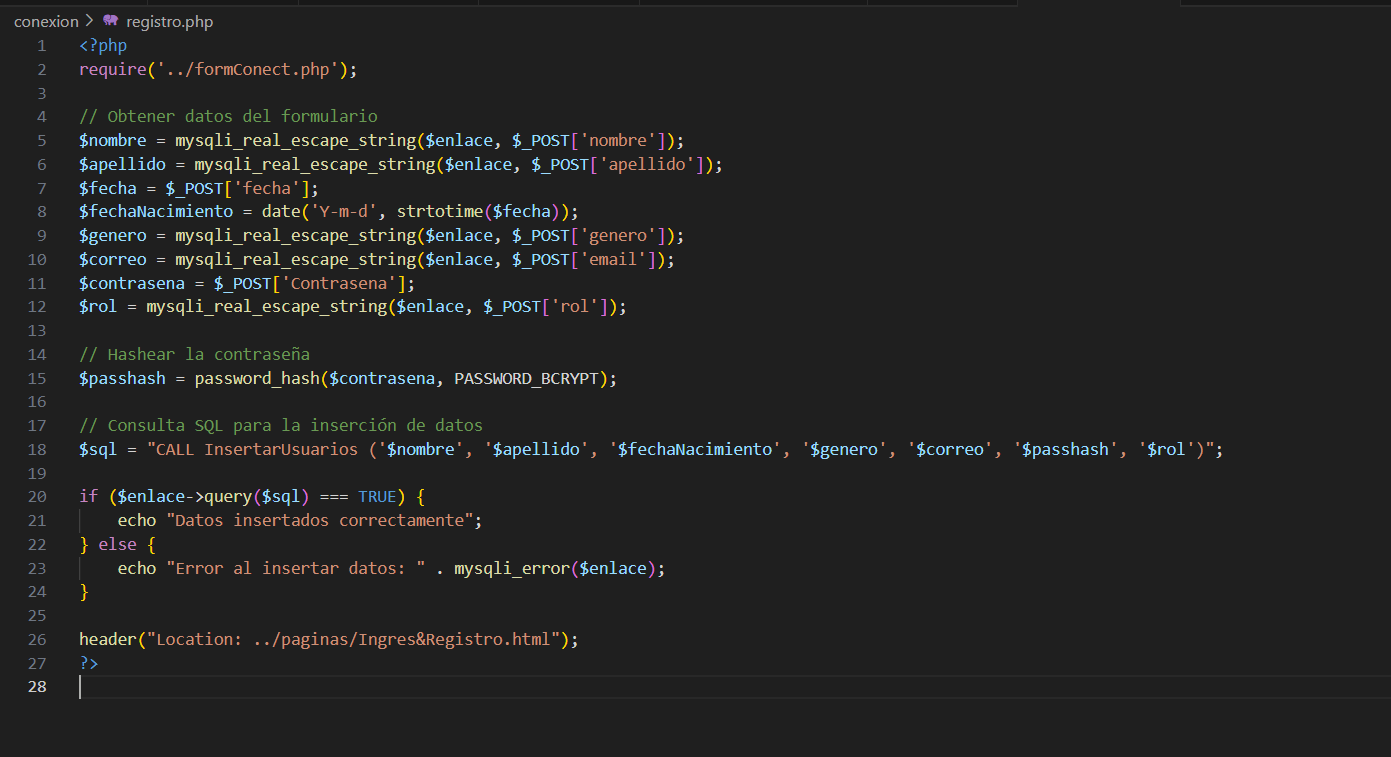 conexion > registro.php
1 <?php
2 require('../formConect.php');
3
4 // Obtener datos del formulario
5 $nombre = mysqli_real_escape_string($enlace, $_POST['nombre']);
6 $apellido = mysqli_real_escape_string($enlace, $_POST['apellido']);
7 $fecha = $_POST['fecha'];
8 $fechaNacimiento = date('Y-m-d', strtotime($fecha));
9 $genero = mysqli_real_escape_string($enlace, $_POST['genero']);
10 $correo = mysqli_real_escape_string($enlace, $_POST['email']);
11 $contrasena = $_POST['Contrasena'];
12 $rol = mysqli_real_escape_string($enlace, $_POST['rol']);
13
14 // Hashear la contraseña
15 $passhash = password_hash($contrasena, PASSWORD_BCRYPT);
16
17 // Consulta SQL para la inserción de datos
18 $sql = "CALL InsertarUsuarios ('$nombre', '$apellido', '$fechaNacimiento', '$genero', '$correo', '$passhash', '$rol')";
19
20 if ($enlace->query($sql) === TRUE) {
21     echo "Datos insertados correctamente";
22 } else {
23     echo "Error al insertar datos: " . mysqli_error($enlace);
24 }
25
26 header("Location: ../paginas/Ingres&Registro.html");
27 ?>
28